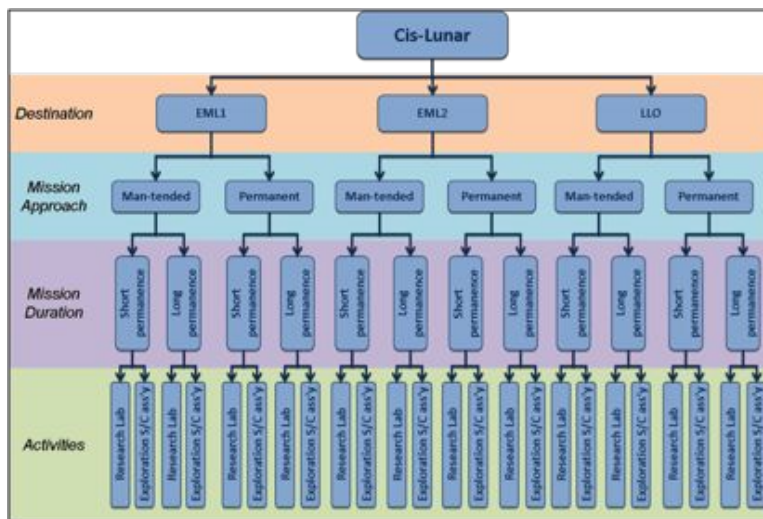 Cis-Lunar
Destination
EML1
EML2
LLO
Mission
Approach
Man-tended
Permanent
Man-tended
Permanent
Man-tended
Permanent
Mission
Duration
Short
permanence
Long
permanence
Short
permanence
Long
permanence
Short
permanence
Long
permanence
Short
permanence
Long
permanence
Short
permanence
Long
permanence
Short
permanence
Long
permanence
Activities
Research Lab
Exploration S/C ass'y
Research Lab
Exploration S/C ass'y
Research Lab
Exploration S/C ass'y
Research Lab
Exploration S/C ass'y
Research Lab
Exploration S/C ass'y
Research Lab
Exploration S/C ass'y
Research Lab
Exploration S/C ass'y
Research Lab
Exploration S/C ass'y
Research Lab
Exploration S/C ass'y
Research Lab
Exploration S/C ass'y
Research Lab
Exploration S/C ass'y
Research Lab
Exploration S/C ass'y